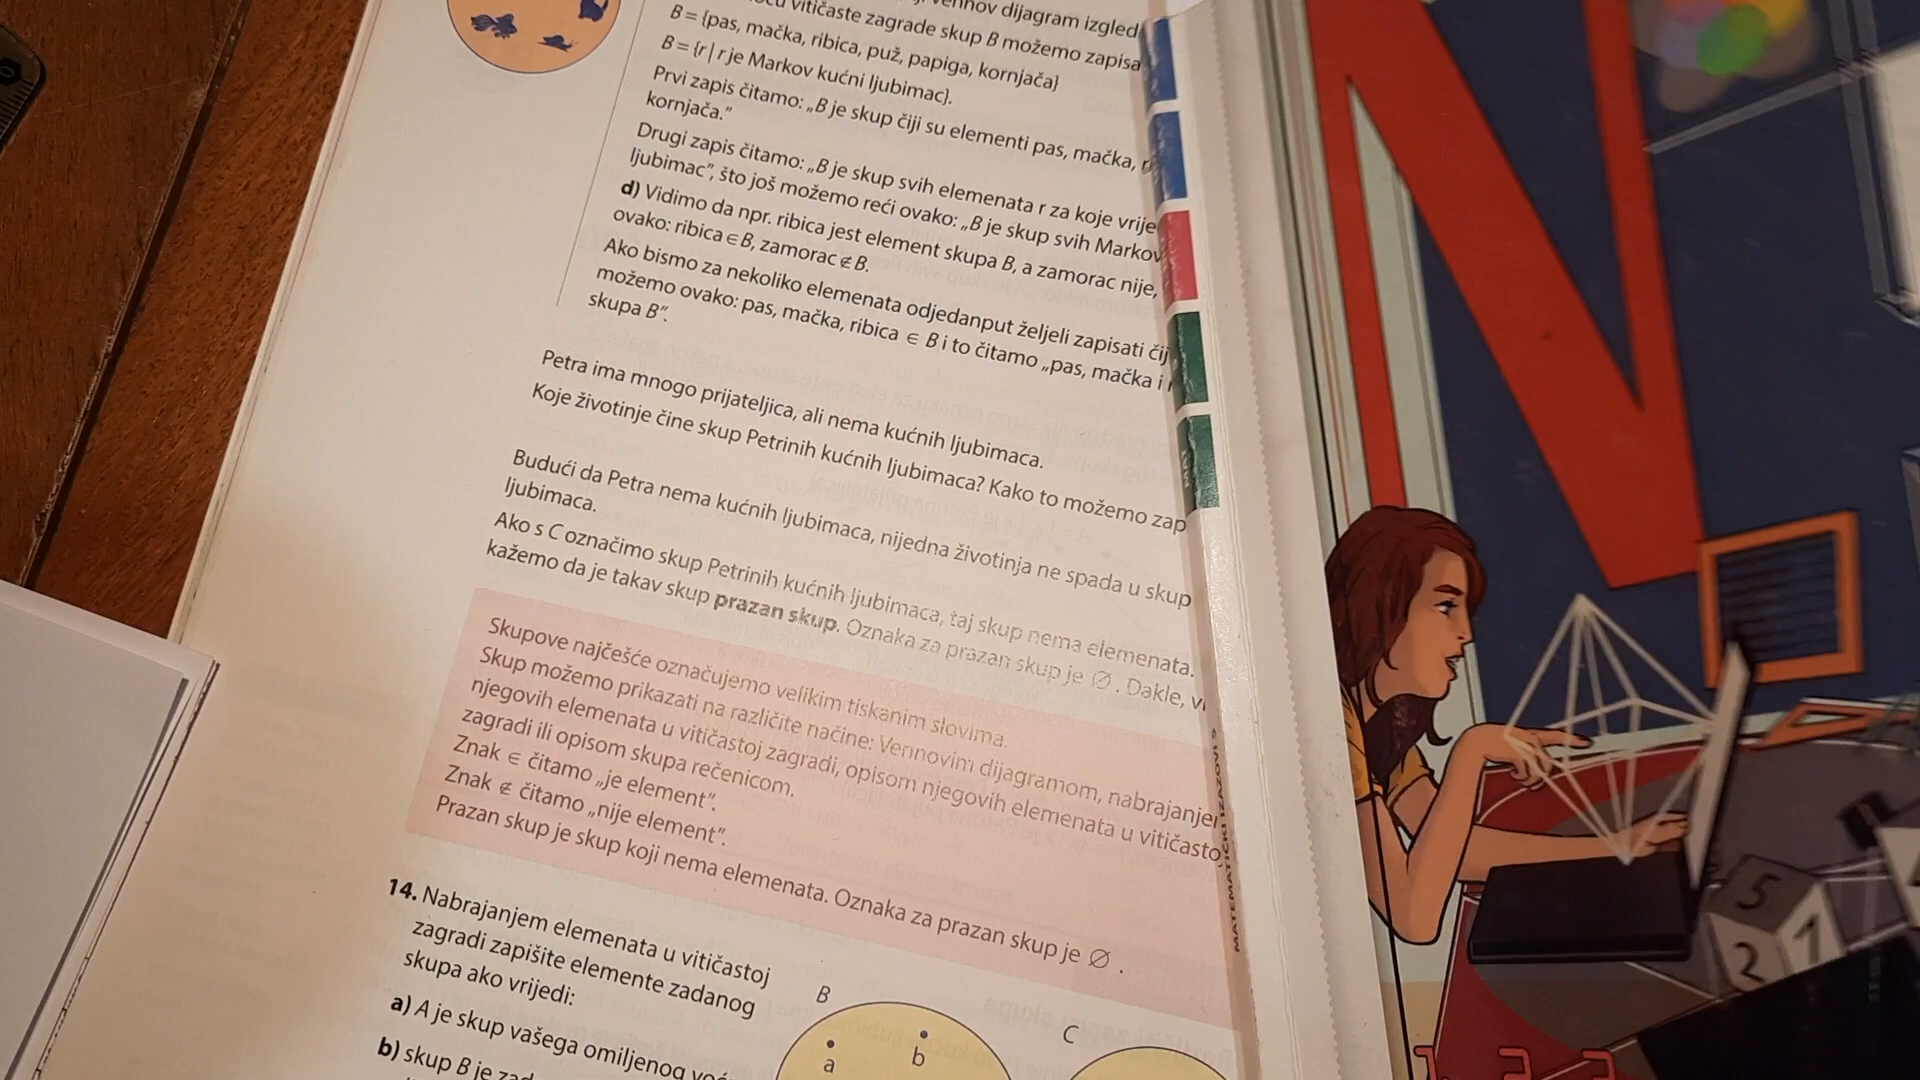 Vennov dijagram izgled
vitičaste zagrade skup B možemo zapisa
B = {pas, mačka, ribica, puž, papiga, kornjača}
B = {r | r je Markov kućni ljubimac}.
Prvi zapis čitamo: „B je skup čiji su elementi pas, mačka,
kornjača."
Drugi zapis čitamo: „B je skup svih elemenata r za koje vrije
ljubimac", što još možemo reći ovako: „B je skup svih Markov
d) Vidimo da npr. ribica jest element skupa B, a zamorac nije,
ovako: ribica ∈ B, zamorac ∉ B.
Ako bismo za nekoliko elemenata odjedanput željeli zapisati čij
možemo ovako: pas, mačka, ribica ∈ B i to čitamo „pas, mačka i
skupa B".
Petra ima mnogo prijateljica, ali nema kućnih ljubimaca.
Koje životinje čine skup Petrinih kućnih ljubimaca? Kako to možemo zap
Budući da Petra nema kućnih ljubimaca, nijedna životinja ne spada u skup
ljubimaca.
Ako s C označimo skup Petrinih kućnih ljubimaca, taj skup nema elemenata.
kažemo da je takav skup prazan skup. Oznaka za prazan skup je ∅. Dakle, vr
Skupove najčešće označujemo velikim tiskanim slovima.
Skup možemo prikazati na različite načine: Vennovim dijagramom, nabrajanjem
njegovih elemenata u vitičastoj zagradi, opisom njegovih elemenata u vitičasto
zagradi ili opisom skupa rečenicom.
Znak ∈ čitamo „je element".
Znak ∉ čitamo „nije element".
Prazan skup je skup koji nema elemenata. Oznaka za prazan skup je ∅ .
14. Nabrajanjem elemenata u vitičastoj
zagradi zapišite elemente zadanog
skupa ako vrijedi:
a) A je skup vašega omiljenog
b) skup B je
B
a
b
C
MAT
MATEMATIČKI IZAZOVI 5
N
5
2
1